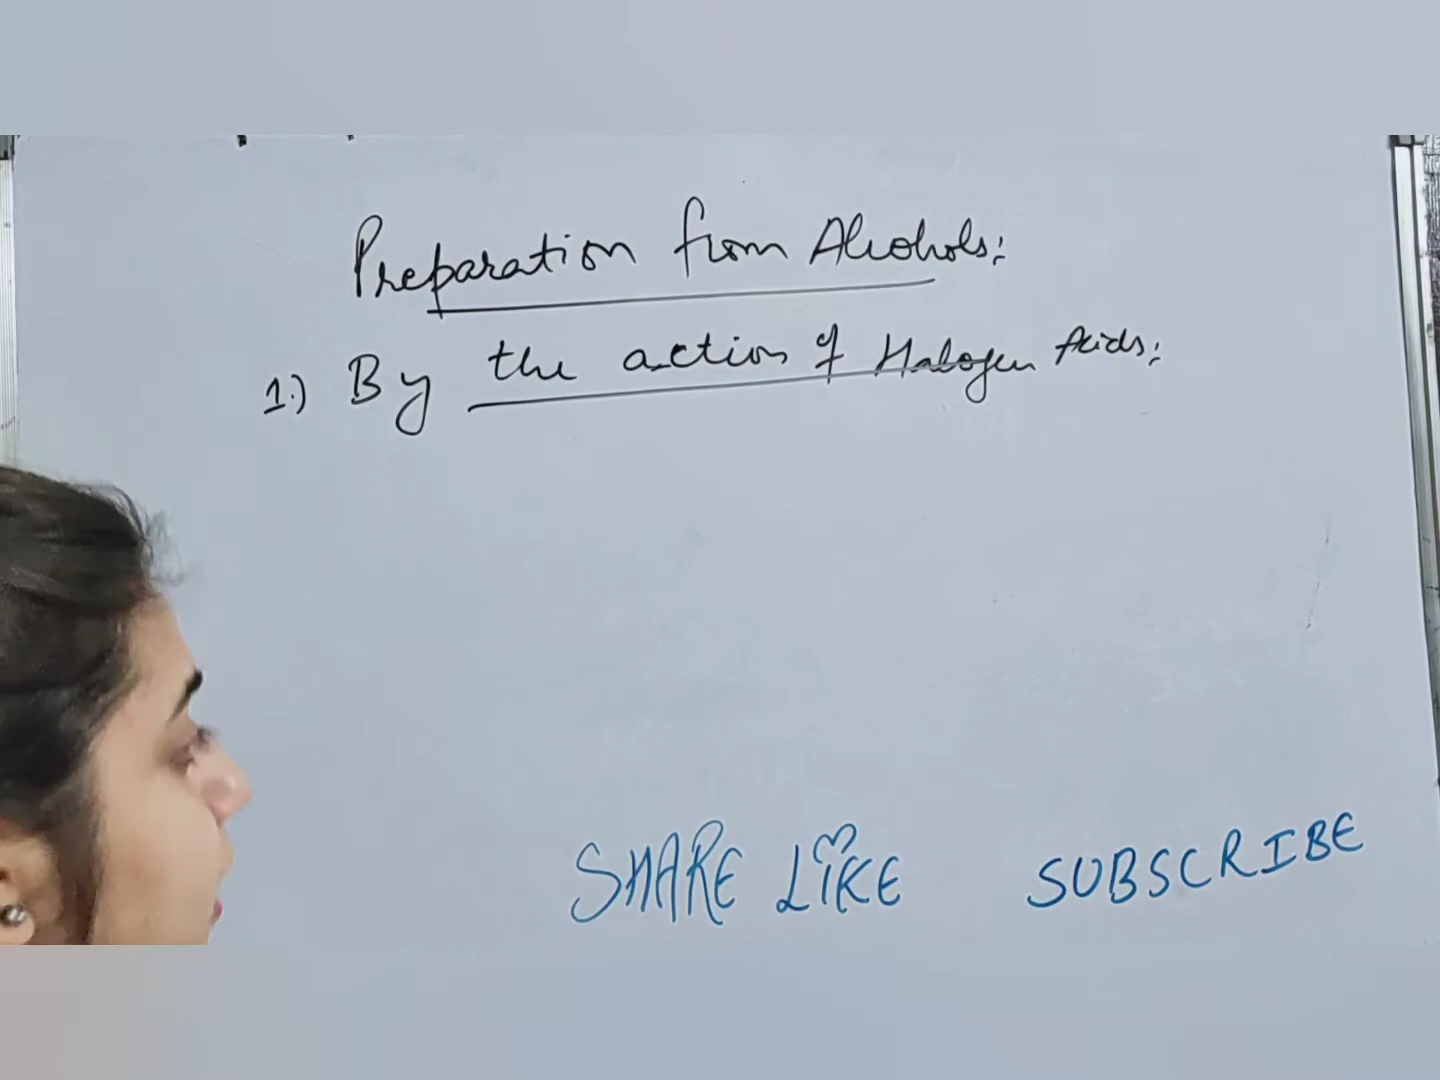 Preparation from Alcohols:
1.) By the action of Halogen Acids:
SHARE LIKE SUBSCRIBE